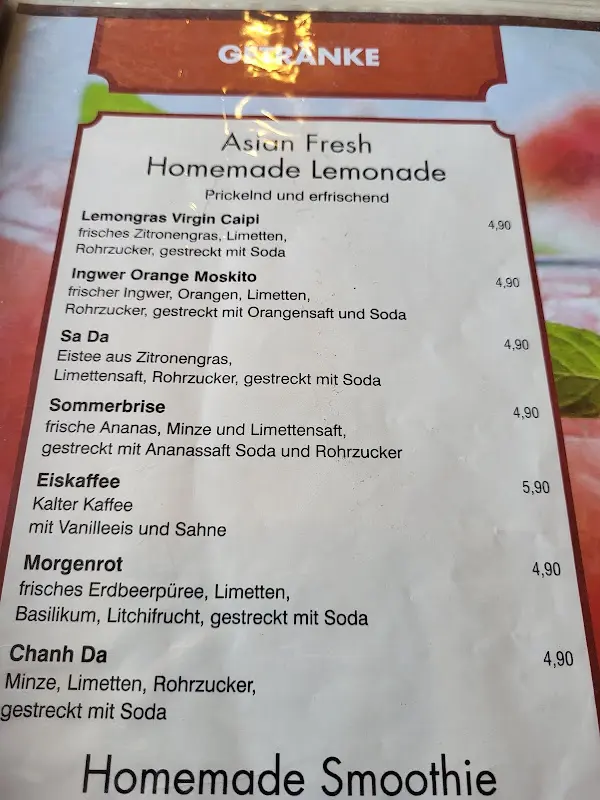 GETRÄNKE
Asian Fresh
Homemade Lemonade
Prickelnd und erfrischend
Lemongras Virgin Caipi 4,90
frisches Zitronengras, Limetten,
Rohrzucker, gestreckt mit Soda
Ingwer Orange Moskito 4,90
frischer Ingwer, Orangen, Limetten,
Rohrzucker, gestreckt mit Orangensaft und Soda
Sa Da 4,90
Eistee aus Zitronengras,
Limettensaft, Rohrzucker, gestreckt mit Soda
Sommerbrise 4,90
frische Ananas, Minze und Limettensaft,
gestreckt mit Ananassaft Soda und Rohrzucker
Eiskaffee 5,90
Kalter Kaffee
mit Vanilleeis und Sahne
Morgenrot 4,90
frisches Erdbeerpüree, Limetten,
Basilikum, Litchifrucht, gestreckt mit Soda
Chanh Da 4,90
Minze, Limetten, Rohrzucker,
gestreckt mit Soda
Homemade Smoothie